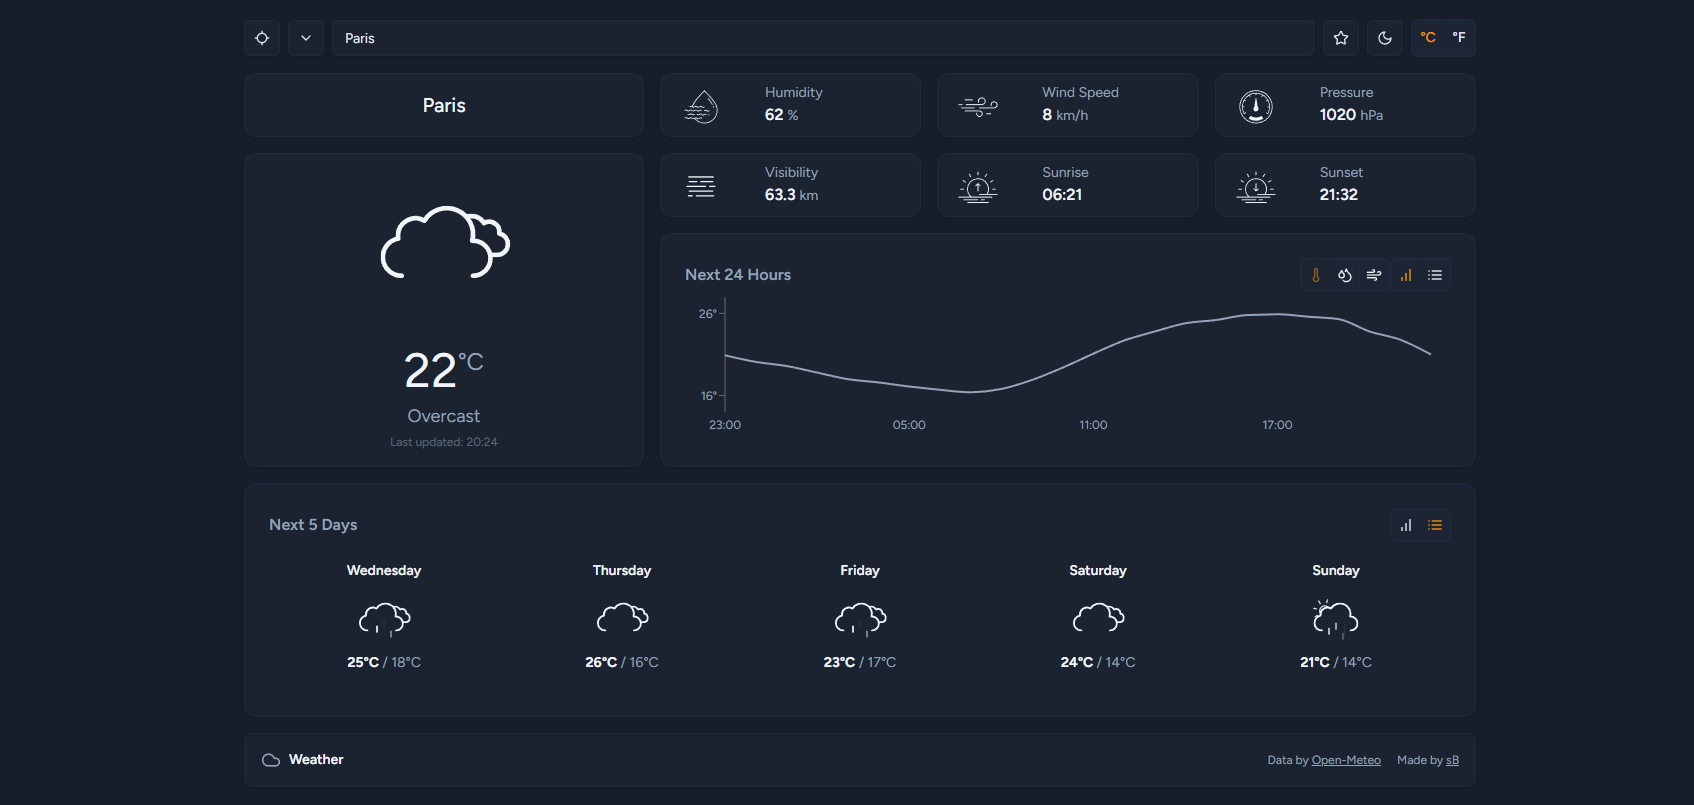 Paris
°C °F
Paris
Humidity
62 %
Wind Speed
8 km/h
Pressure
1020 hPa
Visibility
63.3 km
Sunrise
06:21
Sunset
21:32
22°C
Overcast
Last updated: 20:24
Next 24 Hours
26°
16°
23:00 05:00 11:00 17:00
Next 5 Days
Wednesday Thursday Friday Saturday Sunday
25°C / 18°C 26°C / 16°C 23°C / 17°C 24°C / 14°C 21°C / 14°C
Weather
Data by Open-Meteo Made by sB